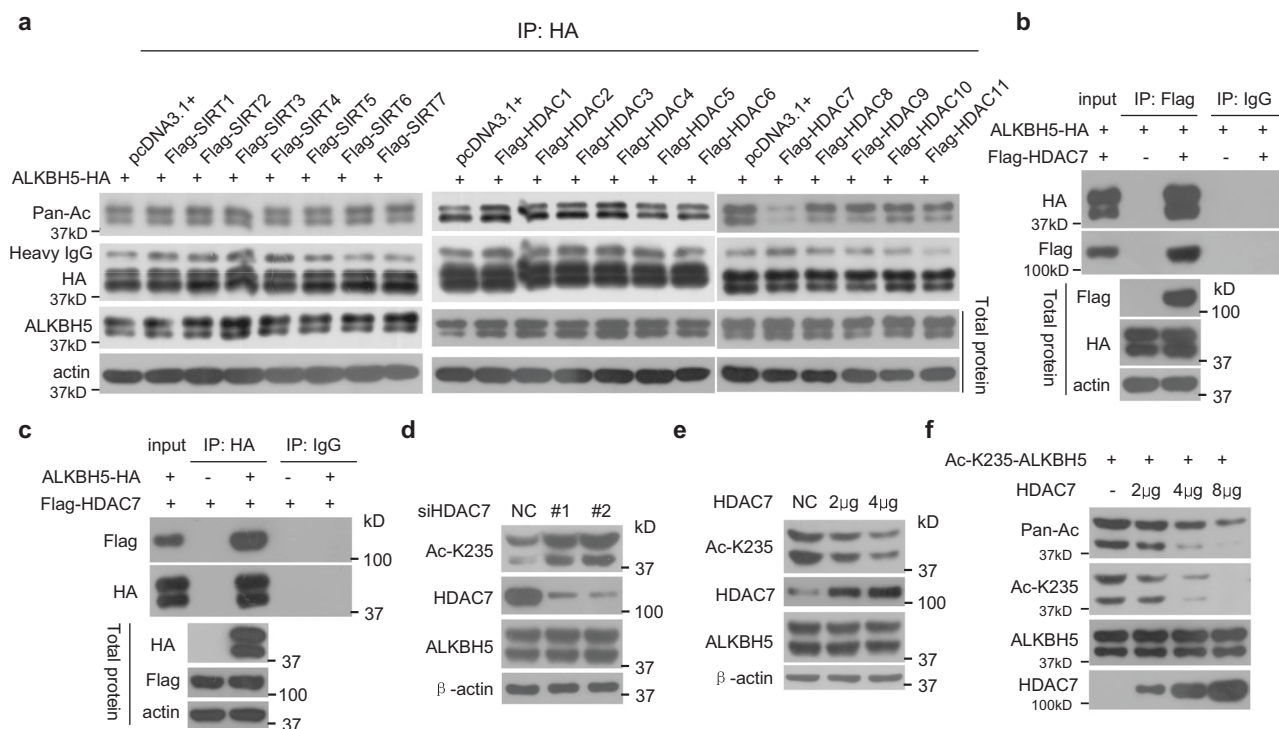 a
IP: HA
pcDNA3.1+ Flag-SIRT1 Flag-SIRT2 Flag-SIRT3 Flag-SIRT4 Flag-SIRT5 Flag-SIRT6 Flag-SIRT7 pcDNA3.1+ Flag-HDAC1 Flag-HDAC2 Flag-HDAC3 Flag-HDAC4 Flag-HDAC5 Flag-HDAC6 pcDNA3.1+ Flag-HDAC7 Flag-HDAC8 Flag-HDAC9 Flag-HDAC10 Flag-HDAC11
ALKBH5-HA + + + + + + + + + + + + + + + + + + + + +
Pan-Ac
37kD
Heavy IgG
HA
37kD
ALKBH5
37kD
actin
37kD
Total protein
b
input IP: Flag IP: IgG
ALKBH5-HA + + + + +
Flag-HDAC7 + - + - +
HA
37kD
Flag
100kD
Flag kD
100
HA
37
actin
37
Total protein
c
input IP: HA IP: IgG
ALKBH5-HA + - + - +
Flag-HDAC7 + + + + +
kD
Flag
100
HA
37
HA
37
Flag
100
actin
37
Total protein
d
siHDAC7 NC #1 #2 kD
Ac-K235
37
HDAC7
100
ALKBH5
37
β-actin
37
e
HDAC7 NC 2μg 4μg kD
Ac-K235
37
HDAC7
100
ALKBH5
37
β-actin
37
f
Ac-K235-ALKBH5 + + + +
HDAC7 - 2μg 4μg 8μg
Pan-Ac
37kD
Ac-K235
37kD
ALKBH5
37kD
HDAC7
100kD